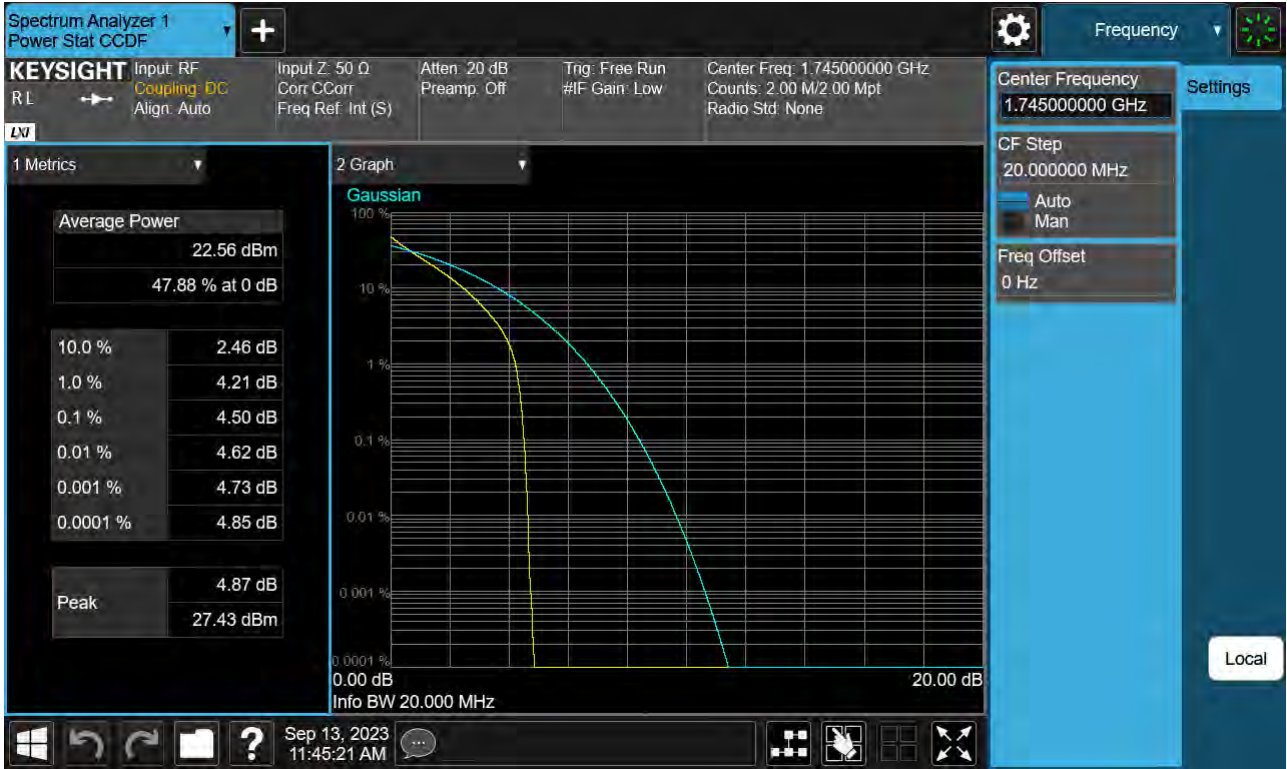 Spectrum Analyzer 1
Power Stat CCDF
Frequency
KEYSIGHT
R L
LXI
Input: RF
Coupling: DC
Align: Auto
Input Z: 50 Ω
Corr CCorr
Freq Ref: Int (S)
Atten: 20 dB
Preamp: Off
Trig: Free Run
#IF Gain: Low
Center Freq: 1.745000000 GHz
Counts: 2.00 M/2.00 Mpt
Radio Std: None
Center Frequency
1.745000000 GHz
Settings
CF Step
20.000000 MHz
Auto
Man
Freq Offset
0 Hz
1 Metrics
Average Power
22.56 dBm
47.88 % at 0 dB
10.0 % 2.46 dB
1.0 % 4.21 dB
0.1 % 4.50 dB
0.01 % 4.62 dB
0.001 % 4.73 dB
0.0001 % 4.85 dB
Peak
4.87 dB
27.43 dBm
2 Graph
Gaussian
100 %
10 %
1 %
0.1 %
0.01 %
0.001 %
0.0001 %
0.00 dB 20.00 dB
Info BW 20.000 MHz
Local
Sep 13, 2023
11:45:21 AM